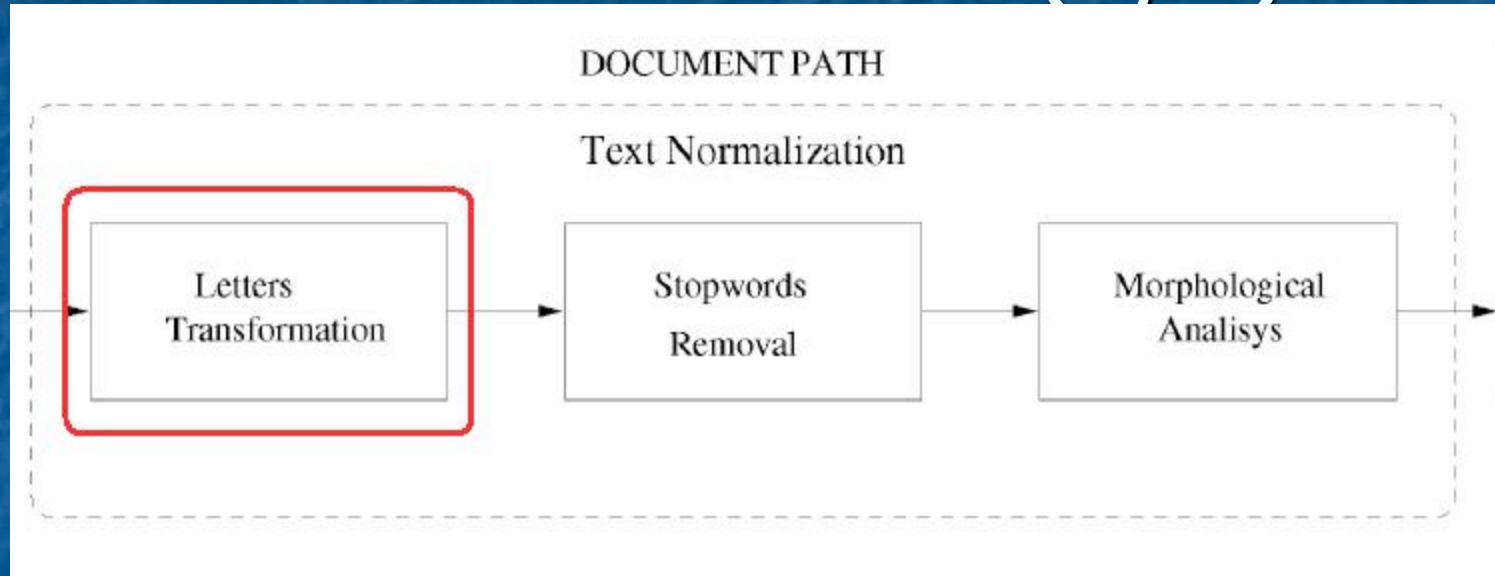 DOCUMENT PATH
Text Normalization
Letters
Transformation
Stopwords
Removal
Morphological
Analisys